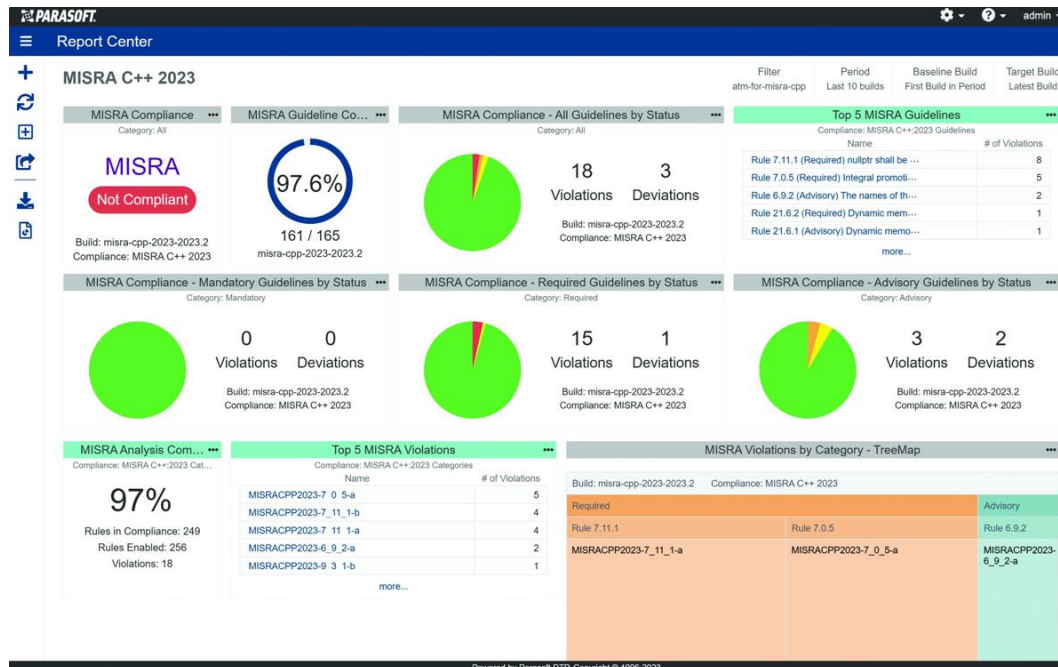 PARASOFT.
admin
Report Center
MISRA C++ 2023
Filter
atm-for-misra-cpp
Period
Last 10 builds
Baseline Build
First Build in Period
Target Build
Latest Build
MISRA Compliance
Category: All
MISRA
Not Compliant
Build: misra-cpp-2023-2023.2
Compliance: MISRA C++ 2023
MISRA Guideline Co...
97.6%
161 / 165
misra-cpp-2023-2023.2
MISRA Compliance - All Guidelines by Status
Category: All
18 3
Violations Deviations
Build: misra-cpp-2023-2023.2
Compliance: MISRA C++ 2023
Top 5 MISRA Guidelines
Compliance: MISRA C++:2023 Guidelines
Name # of Violations
Rule 7.11.1 (Required) nullptr shall be ... 8
Rule 7.0.5 (Required) Integral promoti... 5
Rule 6.9.2 (Advisory) The names of th... 2
Rule 21.6.2 (Required) Dynamic mem... 1
Rule 21.6.1 (Advisory) Dynamic memo... 1
more...
MISRA Compliance - Mandatory Guidelines by Status
Category: Mandatory
0 0
Violations Deviations
Build: misra-cpp-2023-2023.2
Compliance: MISRA C++ 2023
MISRA Compliance - Required Guidelines by Status
Category: Required
15 1
Violations Deviations
Build: misra-cpp-2023-2023.2
Compliance: MISRA C++ 2023
MISRA Compliance - Advisory Guidelines by Status
Category: Advisory
3 2
Violations Deviations
Build: misra-cpp-2023-2023.2
Compliance: MISRA C++ 2023
MISRA Analysis Com...
Compliance: MISRA C++:2023 Cat...
97%
Rules in Compliance: 249
Rules Enabled: 256
Violations: 18
Top 5 MISRA Violations
Compliance: MISRA C++:2023 Categories
Name # of Violations
MISRACPP2023-7_0_5-a 5
MISRACPP2023-7_11_1-b 4
MISRACPP2023-7_11_1-a 4
MISRACPP2023-6_9_2-a 2
MISRACPP2023-9_3_1-b 1
more...
MISRA Violations by Category - TreeMap
Build: misra-cpp-2023-2023.2 Compliance: MISRA C++ 2023
Required
Rule 7.11.1
MISRACPP2023-7_11_1-a
Rule 7.0.5
MISRACPP2023-7_0_5-a
Advisory
Rule 6.9.2
MISRACPP2023-
6_9_2-a